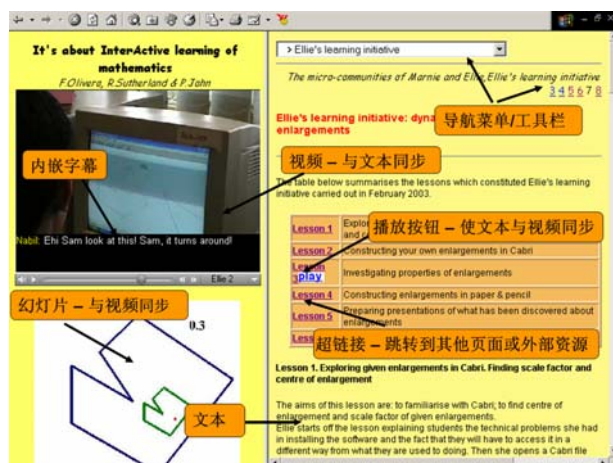 It's about InterActive learning of
mathematics
F.Olivera, R.Sutherland & P.John
内嵌字幕
Nabil: Ehi Sam look at this! Sam, it turns around!
Ellie 2
幻灯片 – 与视频同步
0.3
文本
> Ellie's learning initiative
The micro-communities of Marnie and Ellie,Ellie's learning initiative
3 4 5 6 7 8
导航菜单/工具栏
Ellie's learning initiative:
enlargements
视频 – 与文本同步
The table below summarises the lessons which constituted Ellie's learning
initiative carried out in February 2003.
播放按钮 – 使文本与视频同步
Lesson 1
and
Lesson 2 Constructing your own enlargements in Cabri
Lesson
3play Investigating properties of enlargements
Lesson 4 Constructing enlargements in paper & pencil
Lesson 5 Preparing presentations of what has been discovered about
enlargements
超链接 – 跳转到其他页面或外部资源
Lesson 1. Exploring given enlargements in Cabri. Finding scale factor and
centre of enlargement
The aims of this lesson are: to familiarise with Cabri; to find centre of
enlargement and scale factor of given enlargements.
Ellie starts off the lesson explaining students the technical problems she had
in installing the software and the fact that they will have to access it in a
different way from what they are used to doing. Then she opens a Cabri file